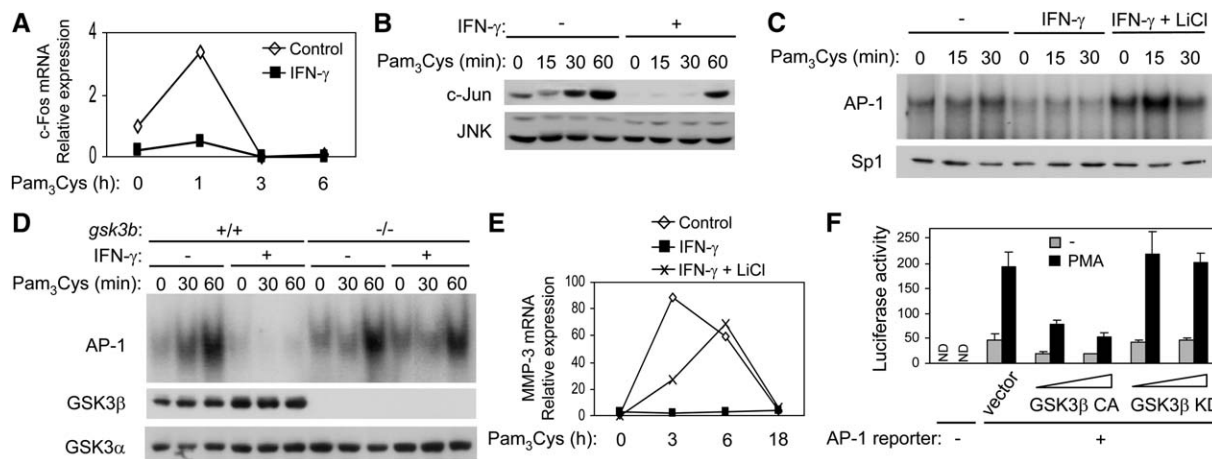 A
c-Fos mRNA
Relative expression
4
2
0
Control
IFN-γ
Pam3Cys (h): 0 1 3 6
B
IFN-γ: - +
Pam3Cys (min): 0 15 30 60 0 15 30 60
c-Jun
JNK
C
- IFN-γ IFN-γ + LiCl
Pam3Cys (min): 0 15 30 0 15 30 0 15 30
AP-1
Sp1
D
gsk3b: +/+ -/-
IFN-γ: - + - +
Pam3Cys (min): 0 30 60 0 30 60 0 30 60 0 30 60
AP-1
GSK3β
GSK3α
E
Control
IFN-γ
IFN-γ + LiCl
MMP-3 mRNA
Relative expression
100
80
60
40
20
0
Pam3Cys (h): 0 3 6 18
F
Luciferase activity
250
200
150
100
50
0
-
PMA
ND ND
vector
GSK3β CA GSK3β KD
AP-1 reporter: - +